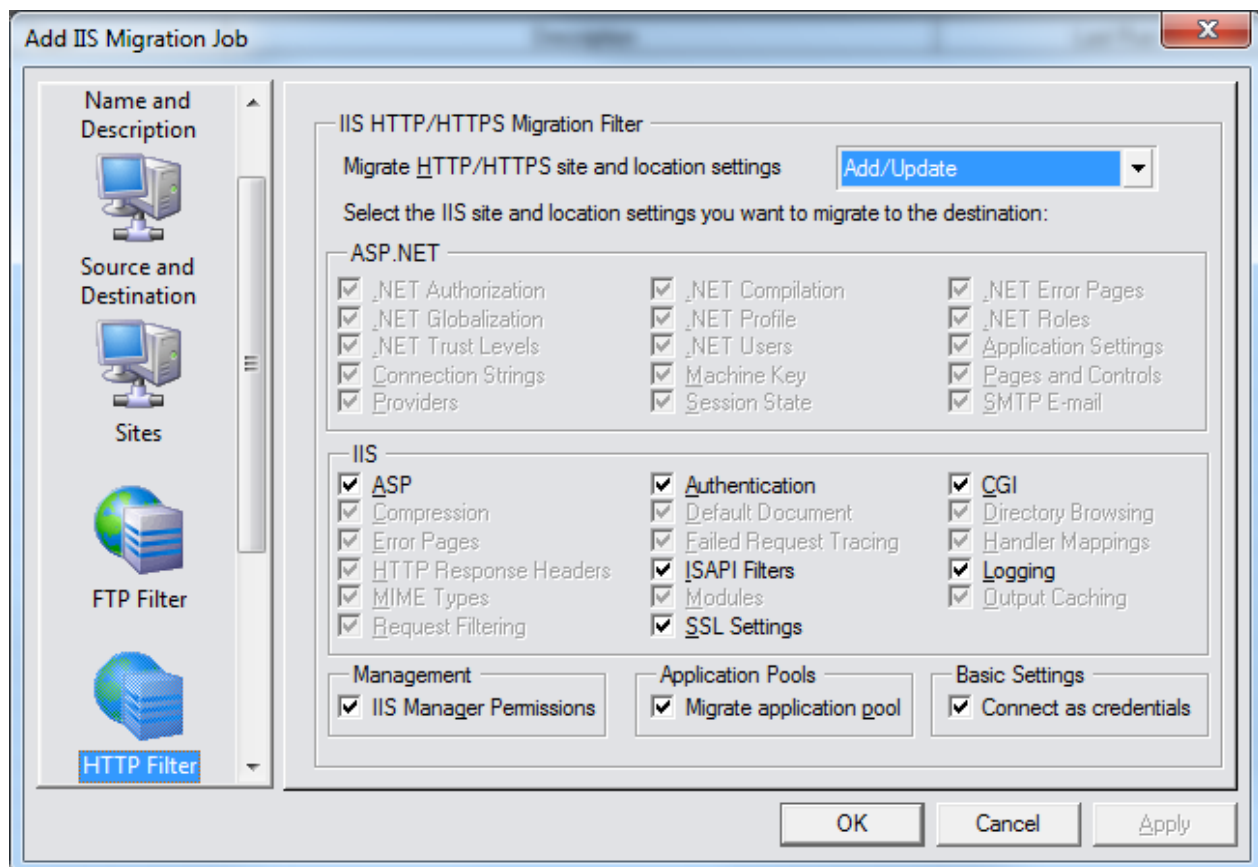 Add IIS Migration Job
Name and
Description
Source and
Destination
Sites
FTP Filter
HTTP Filter
IIS HTTP/HTTPS Migration Filter
Migrate HTTP/HTTPS site and location settings
Add/Update
Select the IIS site and location settings you want to migrate to the destination:
ASP.NET
.NET Authorization .NET Compilation .NET Error Pages
.NET Globalization .NET Profile .NET Roles
.NET Trust Levels .NET Users Application Settings
Connection Strings Machine Key Pages and Controls
Providers Session State SMTP E-mail
IIS
ASP Authentication CGI
Compression Default Document Directory Browsing
Error Pages Failed Request Tracing Handler Mappings
HTTP Response Headers ISAPI Filters Logging
MIME Types Modules Output Caching
Request Filtering SSL Settings
Management Application Pools Basic Settings
IIS Manager Permissions Migrate application pool Connect as credentials
OK Cancel Apply